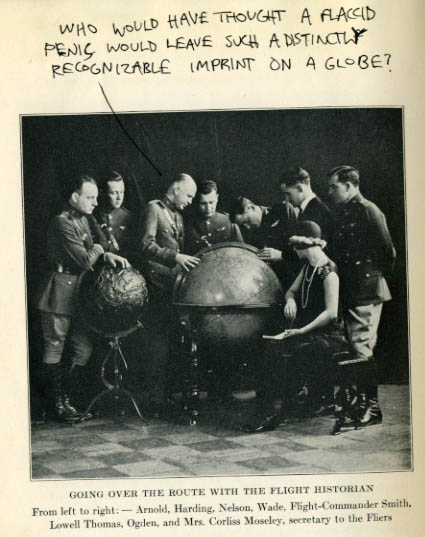 WHO WOULD HAVE THOUGHT A FLACCID
PENIS WOULD LEAVE SUCH A DISTINCTLY
RECOGNIZABLE IMPRINT ON A GLOBE?
GOING OVER THE ROUTE WITH THE FLIGHT HISTORIAN
From left to right: — Arnold, Harding, Nelson, Wade, Flight-Commander Smith,
Lowell Thomas, Ogden, and Mrs. Corliss Moseley, secretary to the Fliers